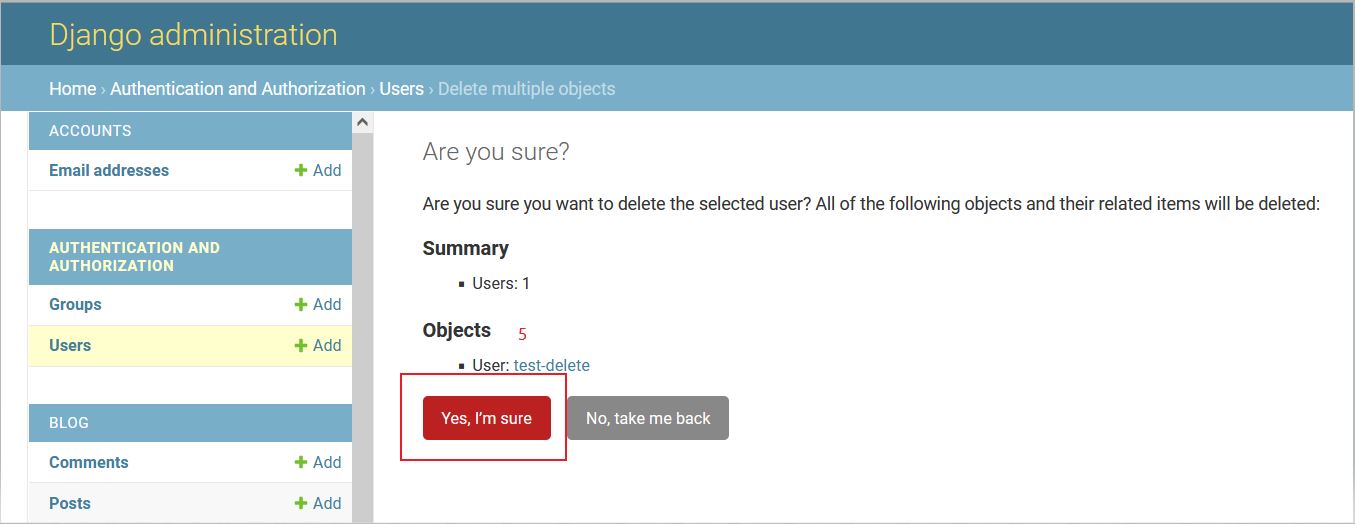 Django administration
Home › Authentication and Authorization › Users › Delete multiple objects
ACCOUNTS
Email addresses + Add
AUTHENTICATION AND
AUTHORIZATION
Groups + Add
Users + Add
BLOG
Comments + Add
Posts + Add
Are you sure?
Are you sure you want to delete the selected user? All of the following objects and their related items will be deleted:
Summary
Users: 1
Objects 5
User: test-delete
Yes, I’m sure No, take me back